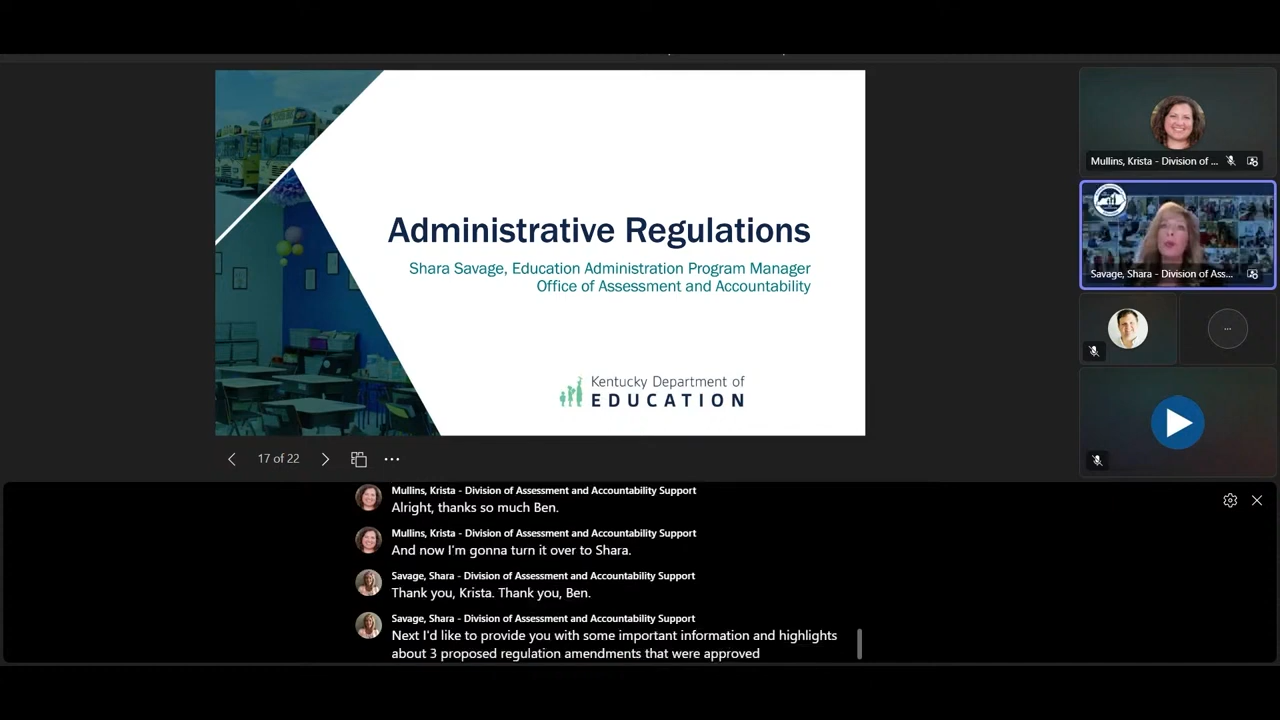 Administrative Regulations
Shara Savage, Education Administration Program Manager
Office of Assessment and Accountability
Kentucky Department of
EDUCATION
17 of 22
Mullins, Krista - Division of ...
Savage, Shara - Division of Ass...
Mullins, Krista - Division of Assessment and Accountability Support
Alright, thanks so much Ben.
Mullins, Krista - Division of Assessment and Accountability Support
And now I'm gonna turn it over to Shara.
Savage, Shara - Division of Assessment and Accountability Support
Thank you, Krista. Thank you, Ben.
Savage, Shara - Division of Assessment and Accountability Support
Next I'd like to provide you with some important information and highlights
about 3 proposed regulation amendments that were approved